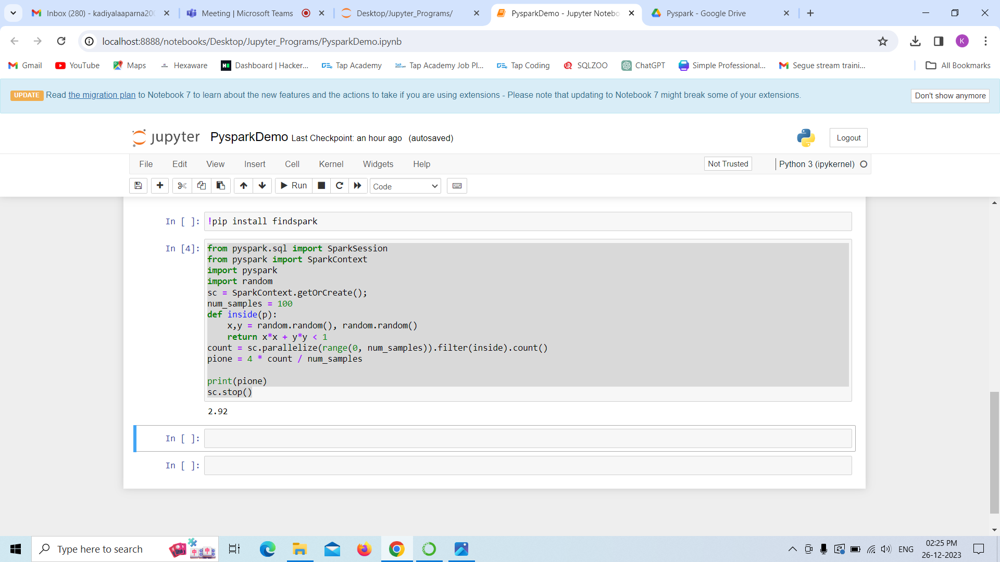 Inbox (280) - kadiyalaaparna200
Meeting | Microsoft Teams
Desktop/Jupyter_Programs/
PysparkDemo - Jupyter Notebo
Pyspark - Google Drive
localhost:8888/notebooks/Desktop/Jupyter_Programs/PysparkDemo.ipynb
K
Gmail
YouTube
Maps
Hexaware
Dashboard | Hacker...
Tap Academy
Tap Academy Job Pl...
Tap Coding
SQLZOO
ChatGPT
Simple Professional...
Segue stream traini...
All Bookmarks
UPDATE Read the migration plan to Notebook 7 to learn about the new features and the actions to take if you are using extensions - Please note that updating to Notebook 7 might break some of your extensions.
Don't show anymore
jupyter PysparkDemo Last Checkpoint: an hour ago (autosaved)
Logout
File Edit View Insert Cell Kernel Widgets Help
Not Trusted
Python 3 (ipykernel)
Run
Code
In [ ]: !pip install findspark
In [4]: from pyspark.sql import SparkSession
from pyspark import SparkContext
import pyspark
import random
sc = SparkContext.getOrCreate();
num_samples = 100
def inside(p):
    x,y = random.random(), random.random()
    return x*x + y*y < 1
count = sc.parallelize(range(0, num_samples)).filter(inside).count()
pione = 4 * count / num_samples
print(pione)
sc.stop()
2.92
In [ ]:
In [ ]:
Type here to search
ENG
02:25 PM
26-12-2023